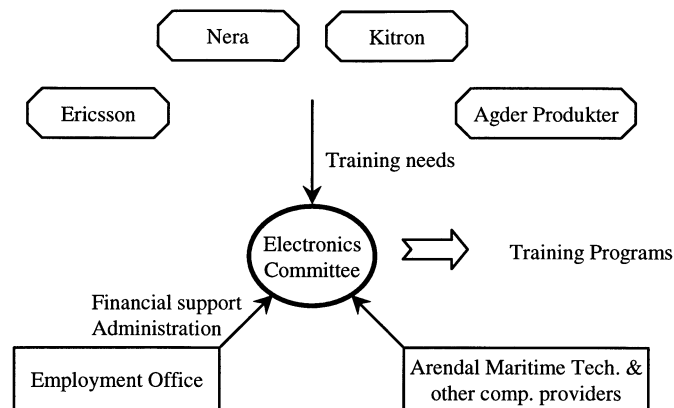 Nera
Kitron
Ericsson
Agder Produkter
Training needs
Electronics
Committee
Training Programs
Financial support
Administration
Employment Office
Arendal Maritime Tech. &
other comp. providers